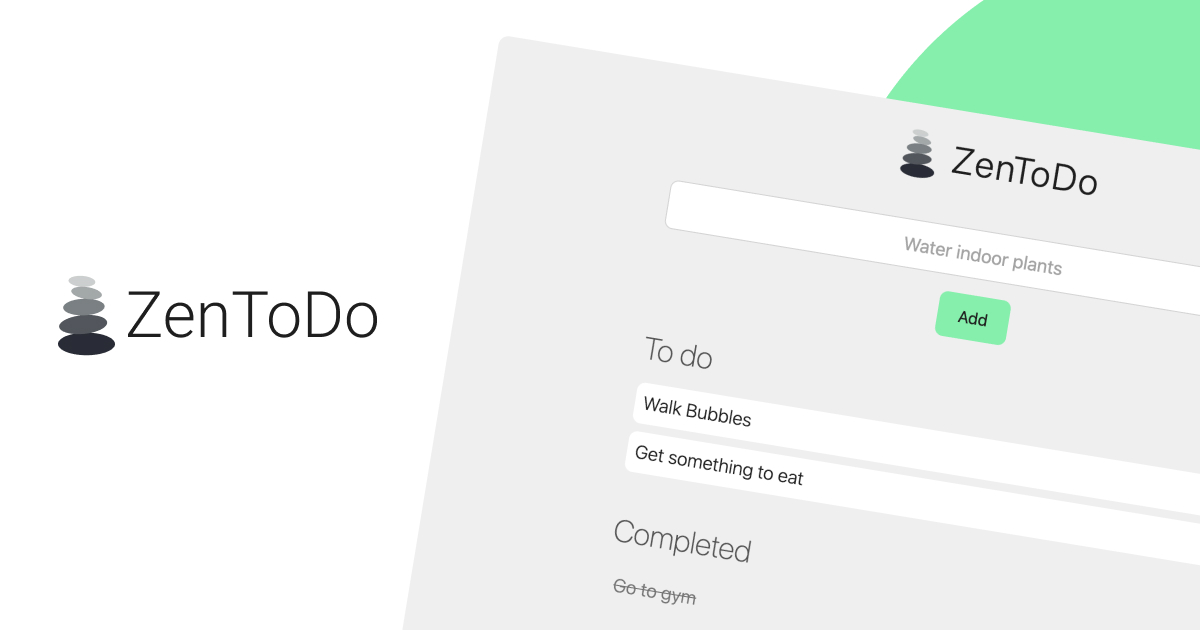 ZenToDo
ZenToDo
Water indoor plants
Add
To do
Walk Bubbles
Get something to eat
Completed
Go to gym